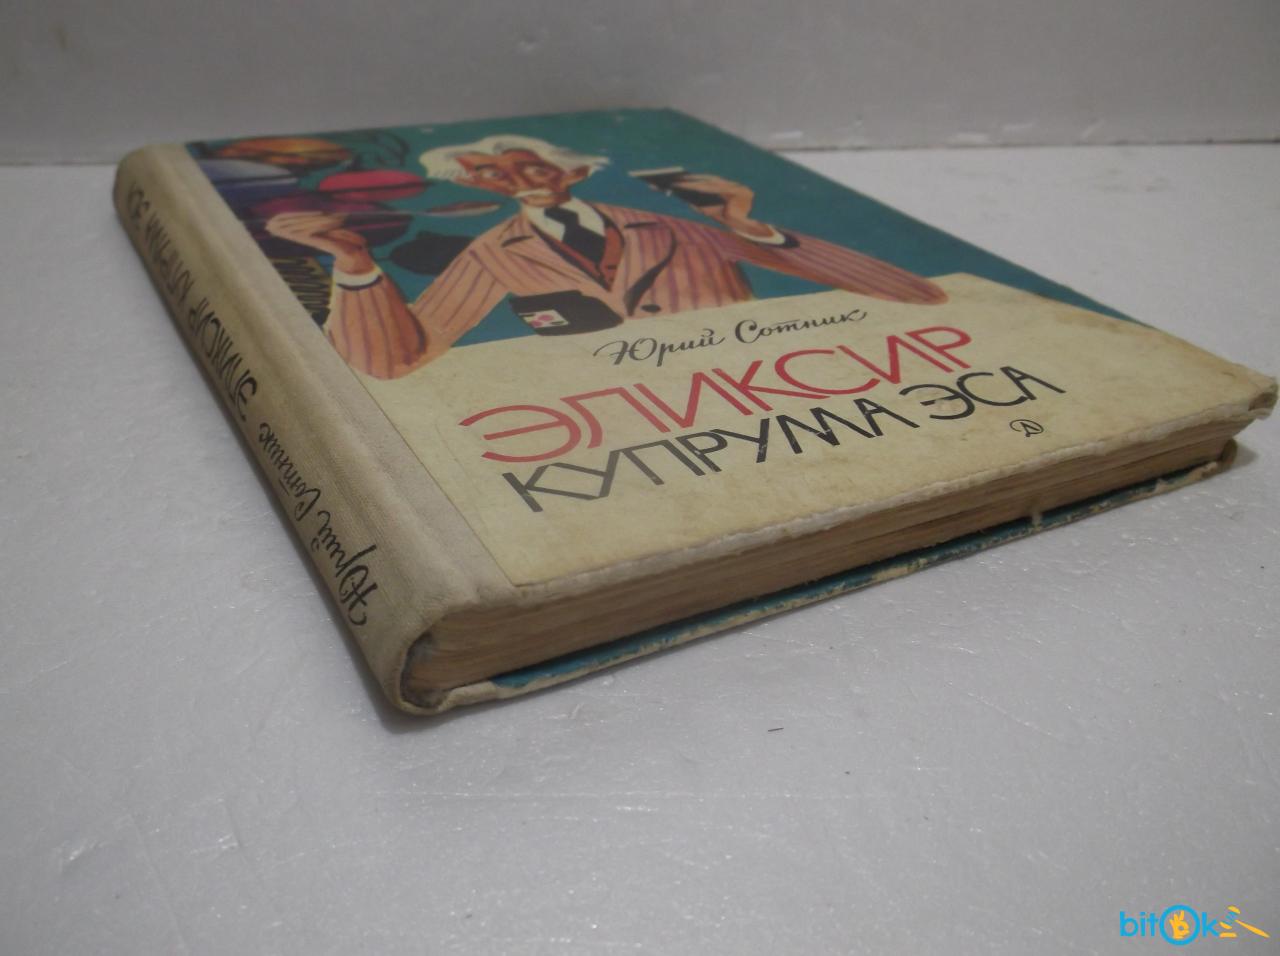 Юрий Сотник
ЭЛИКСИР
КУПРУМА ЭСА
Юрий Сотник ЭЛИКСИР КУПРУМА ЭСА
bitOk